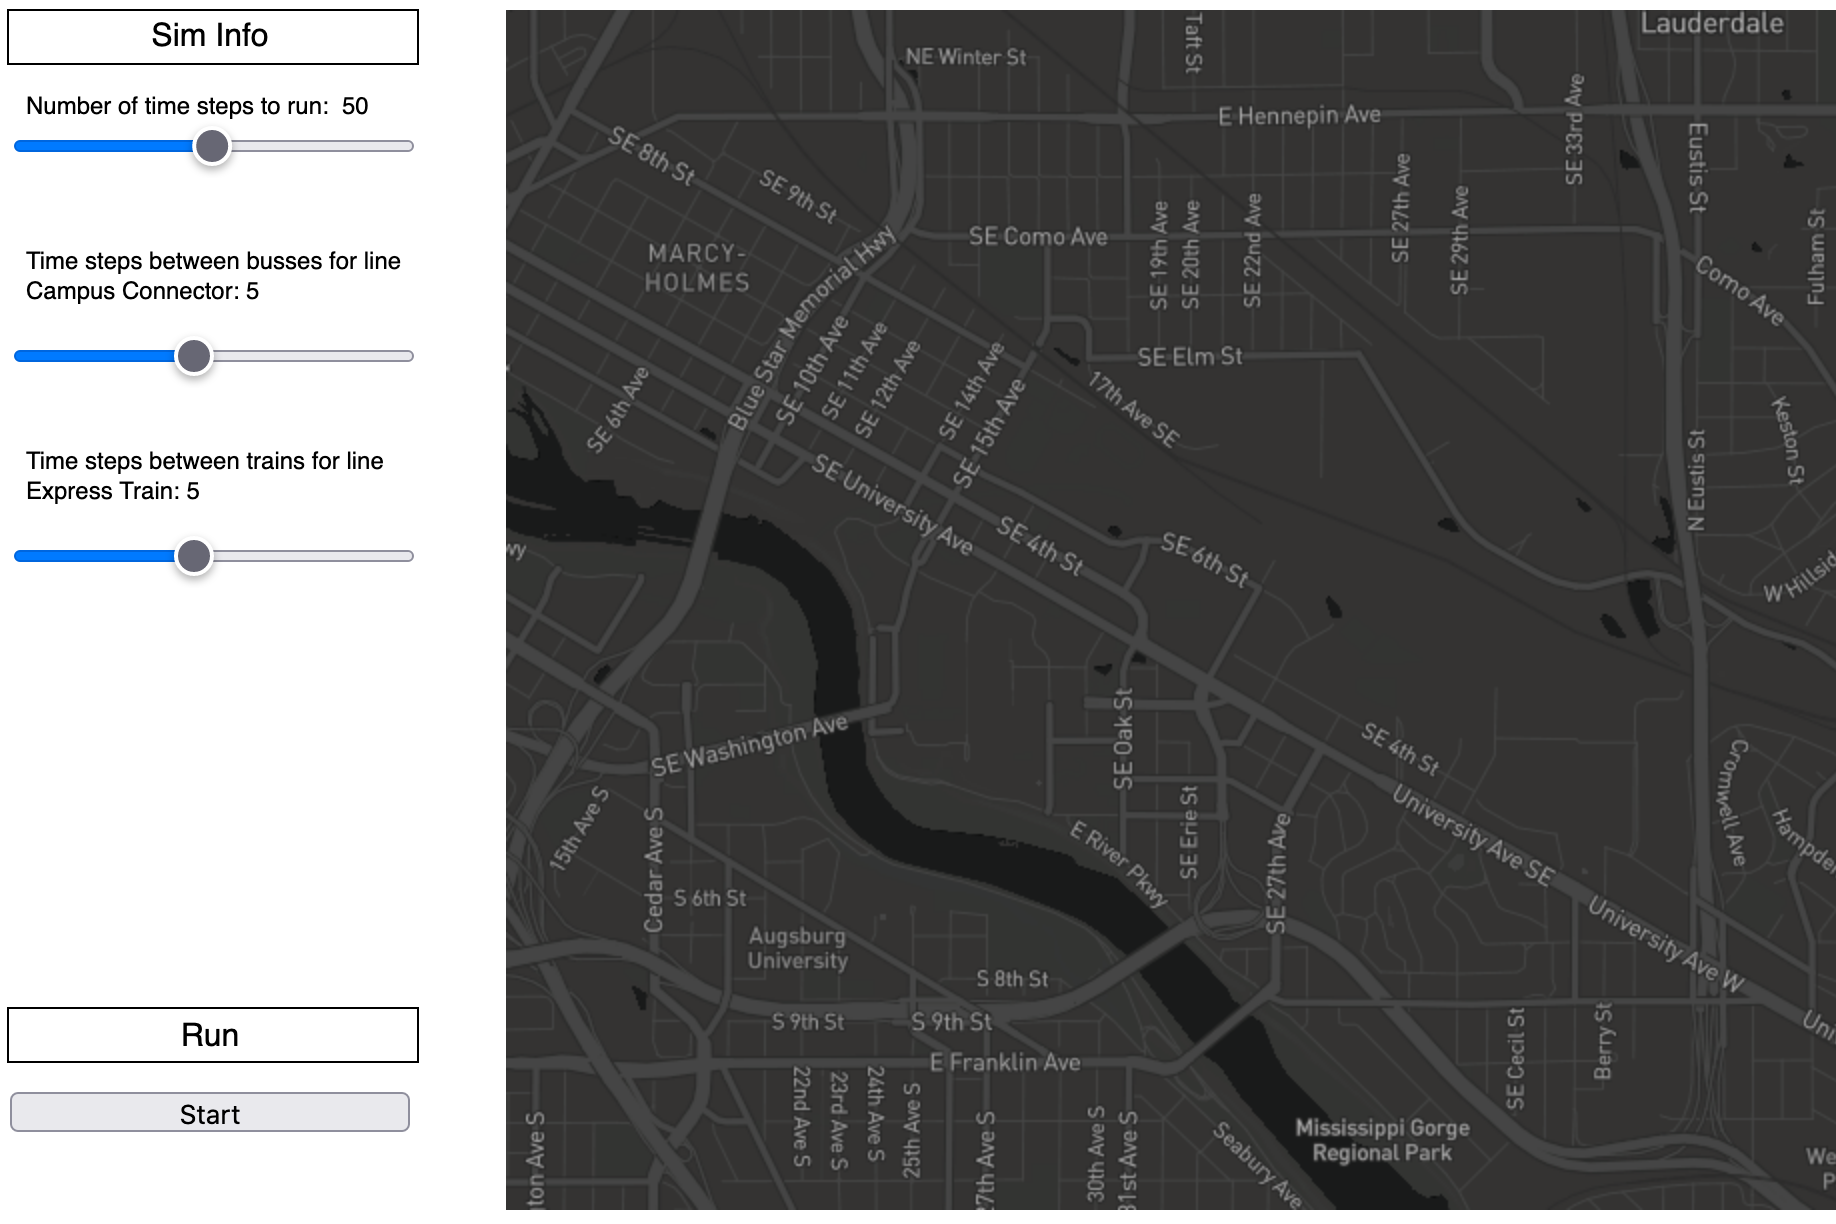 Sim Info
Number of time steps to run: 50
Time steps between busses for line
Campus Connector: 5
Time steps between trains for line
Express Train: 5
Run
Start
Lauderdale
NE Winter St
Taft St
E Hennepin Ave
SE 33rd Ave
Eustis St
SE 8th St
SE 9th St
MARCY-
HOLMES
Blue Star Memorial Hwy
SE Como Ave
SE 19th Ave
SE 20th Ave
SE 22nd Ave
SE 27th Ave
SE 29th Ave
Como Ave
Fulham St
SE 6th Ave
SE 10th Ave
SE 11th Ave
SE 12th Ave
SE 14th Ave
SE 15th Ave
SE Elm St
17th Ave SE
Keston St
N Eustis St
SE University Ave
SE 4th St
SE 6th St
wy
W Hillsid
SE Washington Ave
SE Oak St
SE 4th St
University Ave SE
Cromwell Ave
Hampde
15th Ave S
Cedar Ave S
S 6th St
E River Pkwy
SE Erie St
SE 27th Ave
Augsburg
University
S 8th St
University Ave W
Uni
S 9th St
S 9th St
E Franklin Ave
SE Cecil St
Berry St
22nd Ave S
23rd Ave S
24th Ave S
25th Ave S
27th Ave S
30th Ave S
31st Ave S
ton Ave S
Seabury Ave
Mississippi Gorge
Regional Park
We
P